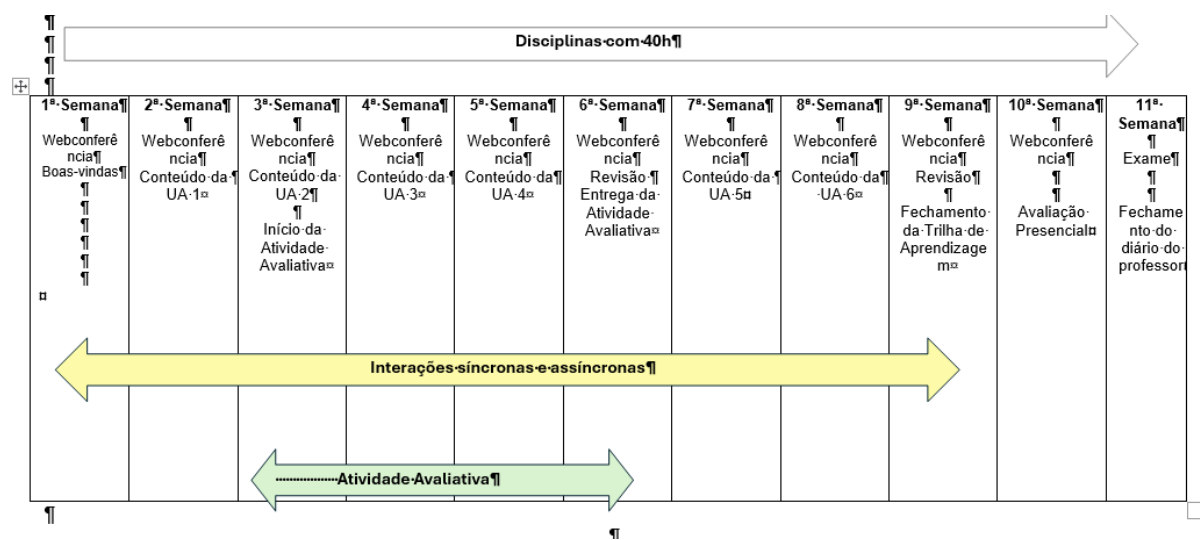 Disciplinas com 40h
1ª Semana
Webconferê
ncia
Boas-vindas
2ª Semana
Webconferê
ncia
Conteúdo da
UA 1
3ª Semana
Webconferê
ncia
Conteúdo da
UA 2
Início da
Atividade
Avaliativa
4ª Semana
Webconferê
ncia
Conteúdo da
UA 3
5ª Semana
Webconferê
ncia
Conteúdo da
UA 4
6ª Semana
Webconferê
ncia
Revisão
Entrega da
Atividade
Avaliativa
7ª Semana
Webconferê
ncia
Conteúdo da
UA 5
8ª Semana
Webconferê
ncia
Conteúdo da
UA 6
9ª Semana
Webconferê
ncia
Revisão
Fechamento
da Trilha de
Aprendizage
m
10ª Semana
Webconferê
ncia
Avaliação
Presencial
11ª
Semana
Exame
Fechame
nto do
diário do
professor
Interações síncronas e assíncronas
Atividade Avaliativa